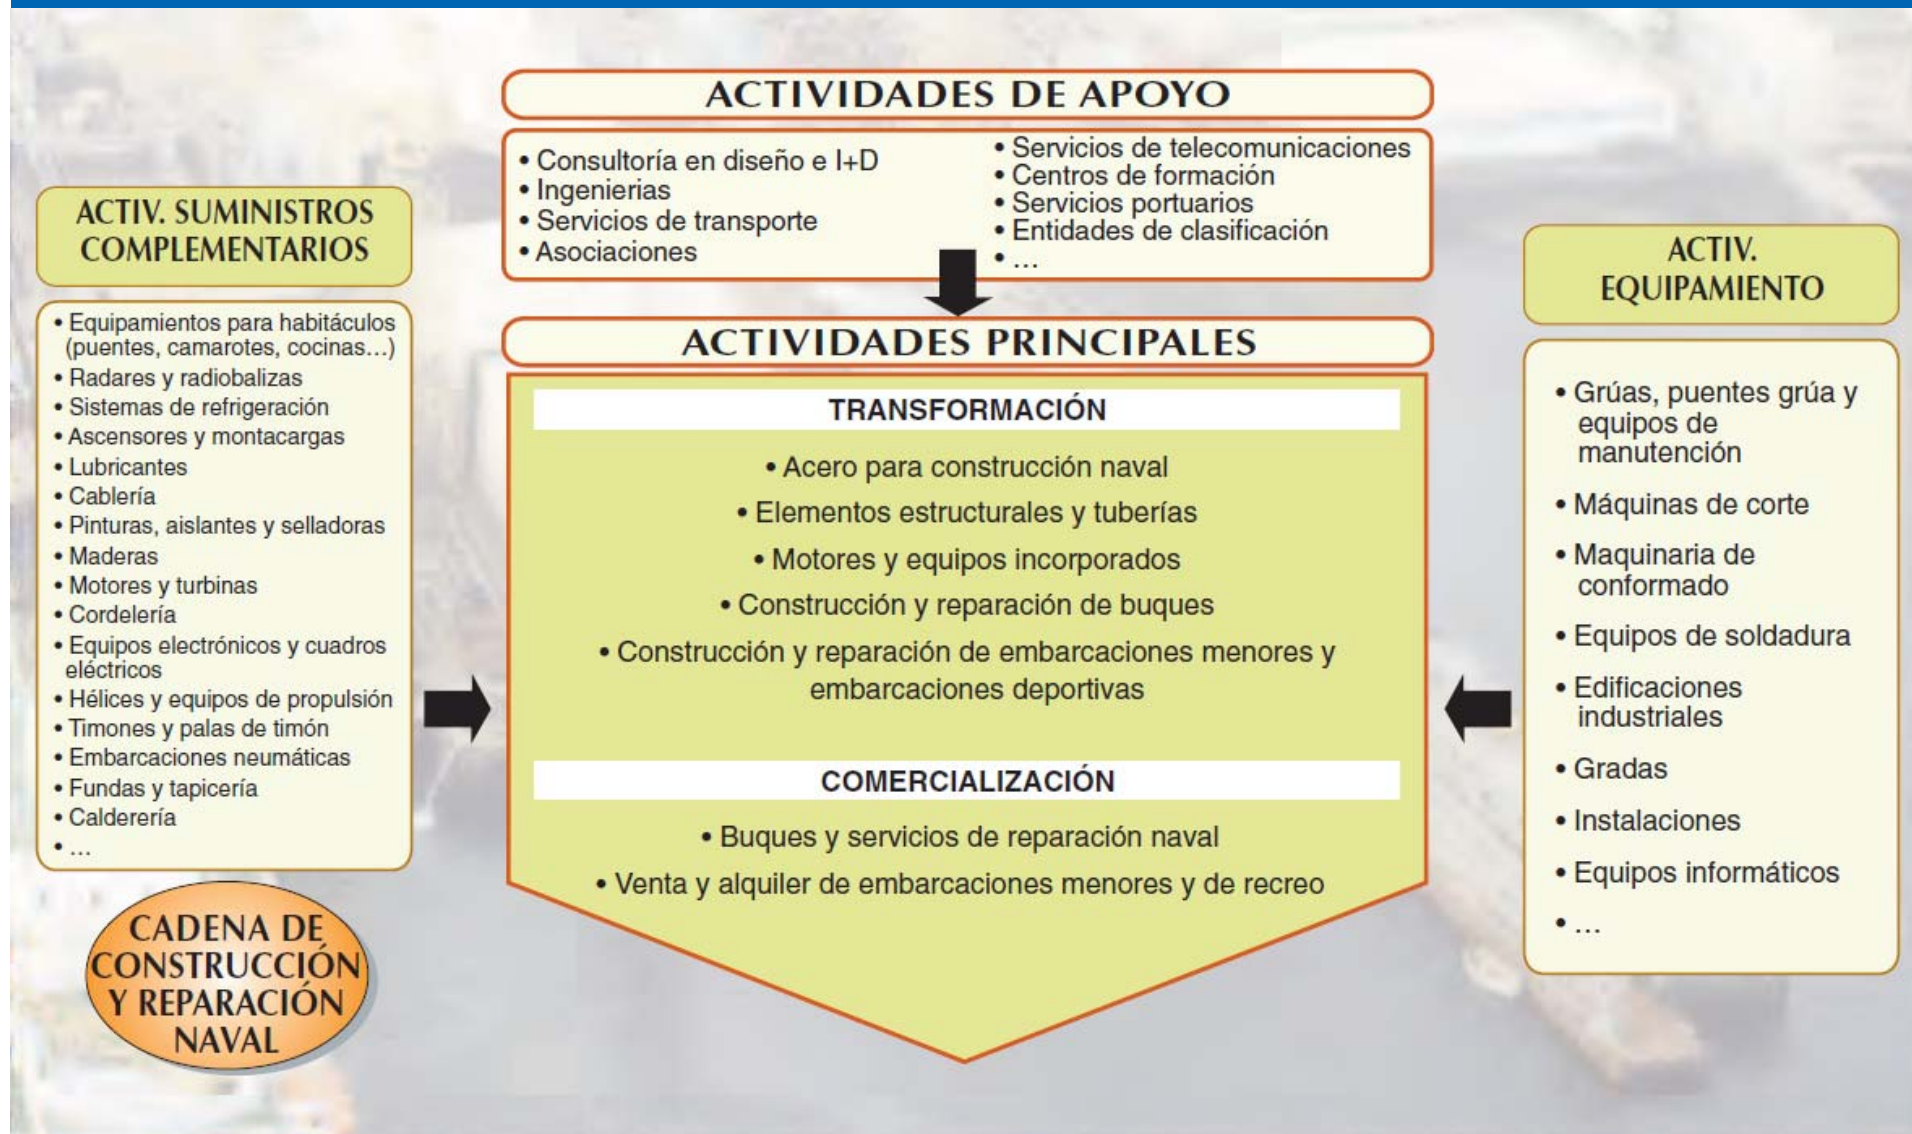 ACTIVIDADES DE APOYO
• Consultoría en diseño e I+D
• Ingenierias
• Servicios de transporte
• Asociaciones
• Servicios de telecomunicaciones
• Centros de formación
• Servicios portuarios
• Entidades de clasificación
• ...
ACTIV. SUMINISTROS
COMPLEMENTARIOS
• Equipamientos para habitáculos
(puentes, camarotes, cocinas...)
• Radares y radiobalizas
• Sistemas de refrigeración
• Ascensores y montacargas
• Lubricantes
• Cablería
• Pinturas, aislantes y selladoras
• Maderas
• Motores y turbinas
• Cordelería
• Equipos electrónicos y cuadros
eléctricos
• Hélices y equipos de propulsión
• Timones y palas de timón
• Embarcaciones neumáticas
• Fundas y tapicería
• Calderería
• ...
ACTIVIDADES PRINCIPALES
TRANSFORMACIÓN
• Acero para construcción naval
• Elementos estructurales y tuberías
• Motores y equipos incorporados
• Construcción y reparación de buques
• Construcción y reparación de embarcaciones menores y
embarcaciones deportivas
COMERCIALIZACIÓN
• Buques y servicios de reparación naval
• Venta y alquiler de embarcaciones menores y de recreo
ACTIV.
EQUIPAMIENTO
• Grúas, puentes grúa y
equipos de
manutención
• Máquinas de corte
• Maquinaria de
conformado
• Equipos de soldadura
• Edificaciones
industriales
• Gradas
• Instalaciones
• Equipos informáticos
• ...
CADENA DE
CONSTRUCCIÓN
Y REPARACIÓN
NAVAL